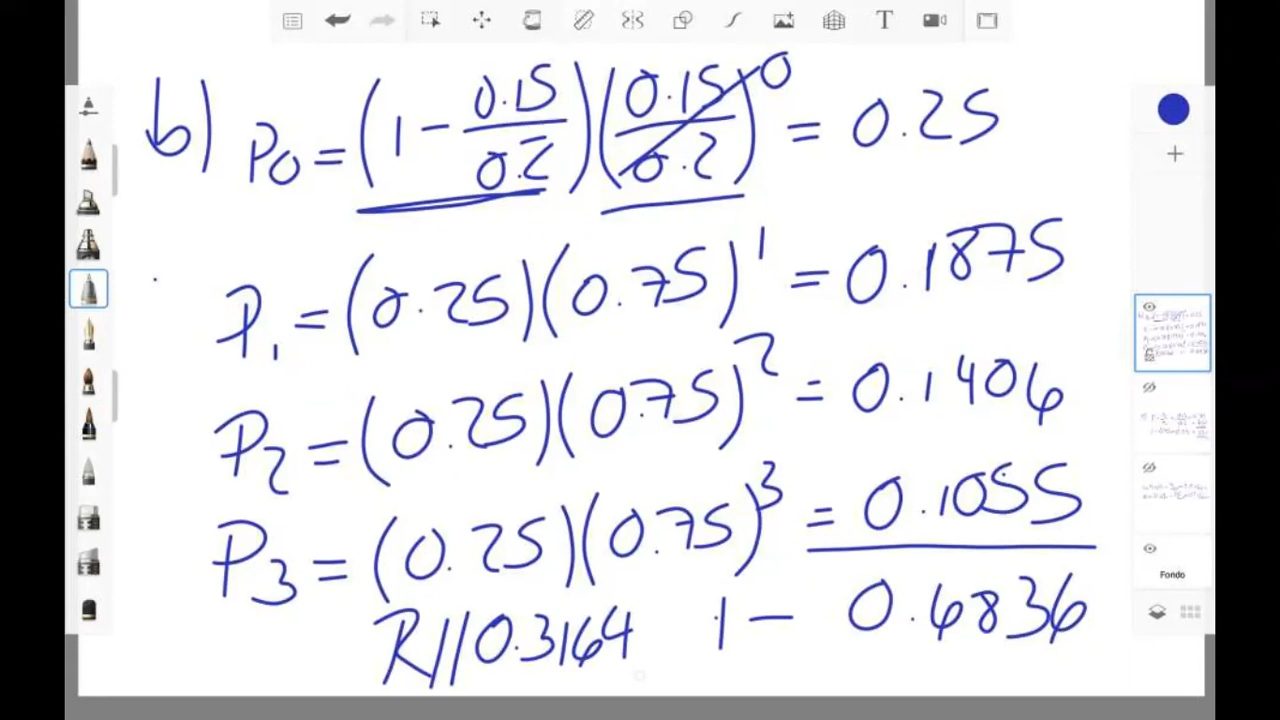 b) P0 = (1 - 0.15/0.2)(0.15/0.2)^0 = 0.25
P1 = (0.25)(0.75)^1 = 0.1875
P2 = (0.25)(0.75)^2 = 0.1406
P3 = (0.25)(0.75)^3 = 0.1055
R// 0.3164 1 - 0.6836
T
Fondo